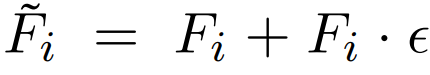 F̃ᵢ = Fᵢ + Fᵢ · ϵ